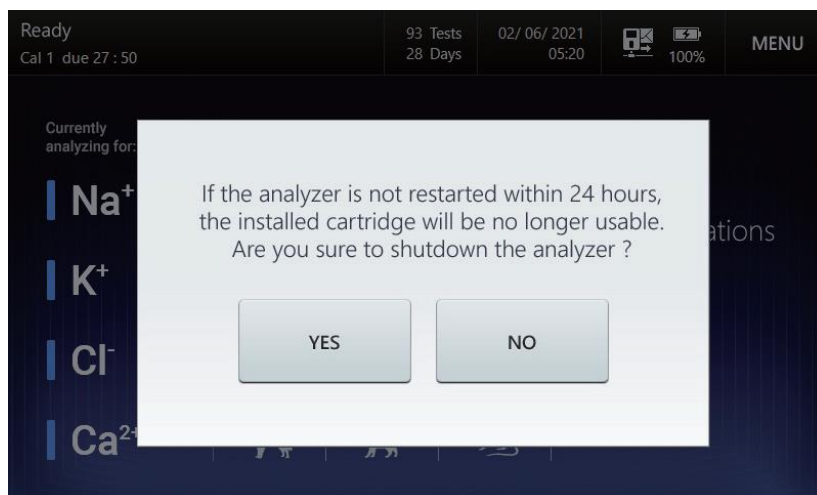 Ready
93 Tests
02/ 06/ 2021
MENU
Cal 1 due 27 : 50
28 Days
05:20
100%
Currently
analyzing for:
Na+
K+
Cl-
Ca2+
If the analyzer is not restarted within 24 hours,
the installed cartridge will be no longer usable.
Are you sure to shutdown the analyzer ?
YES
NO